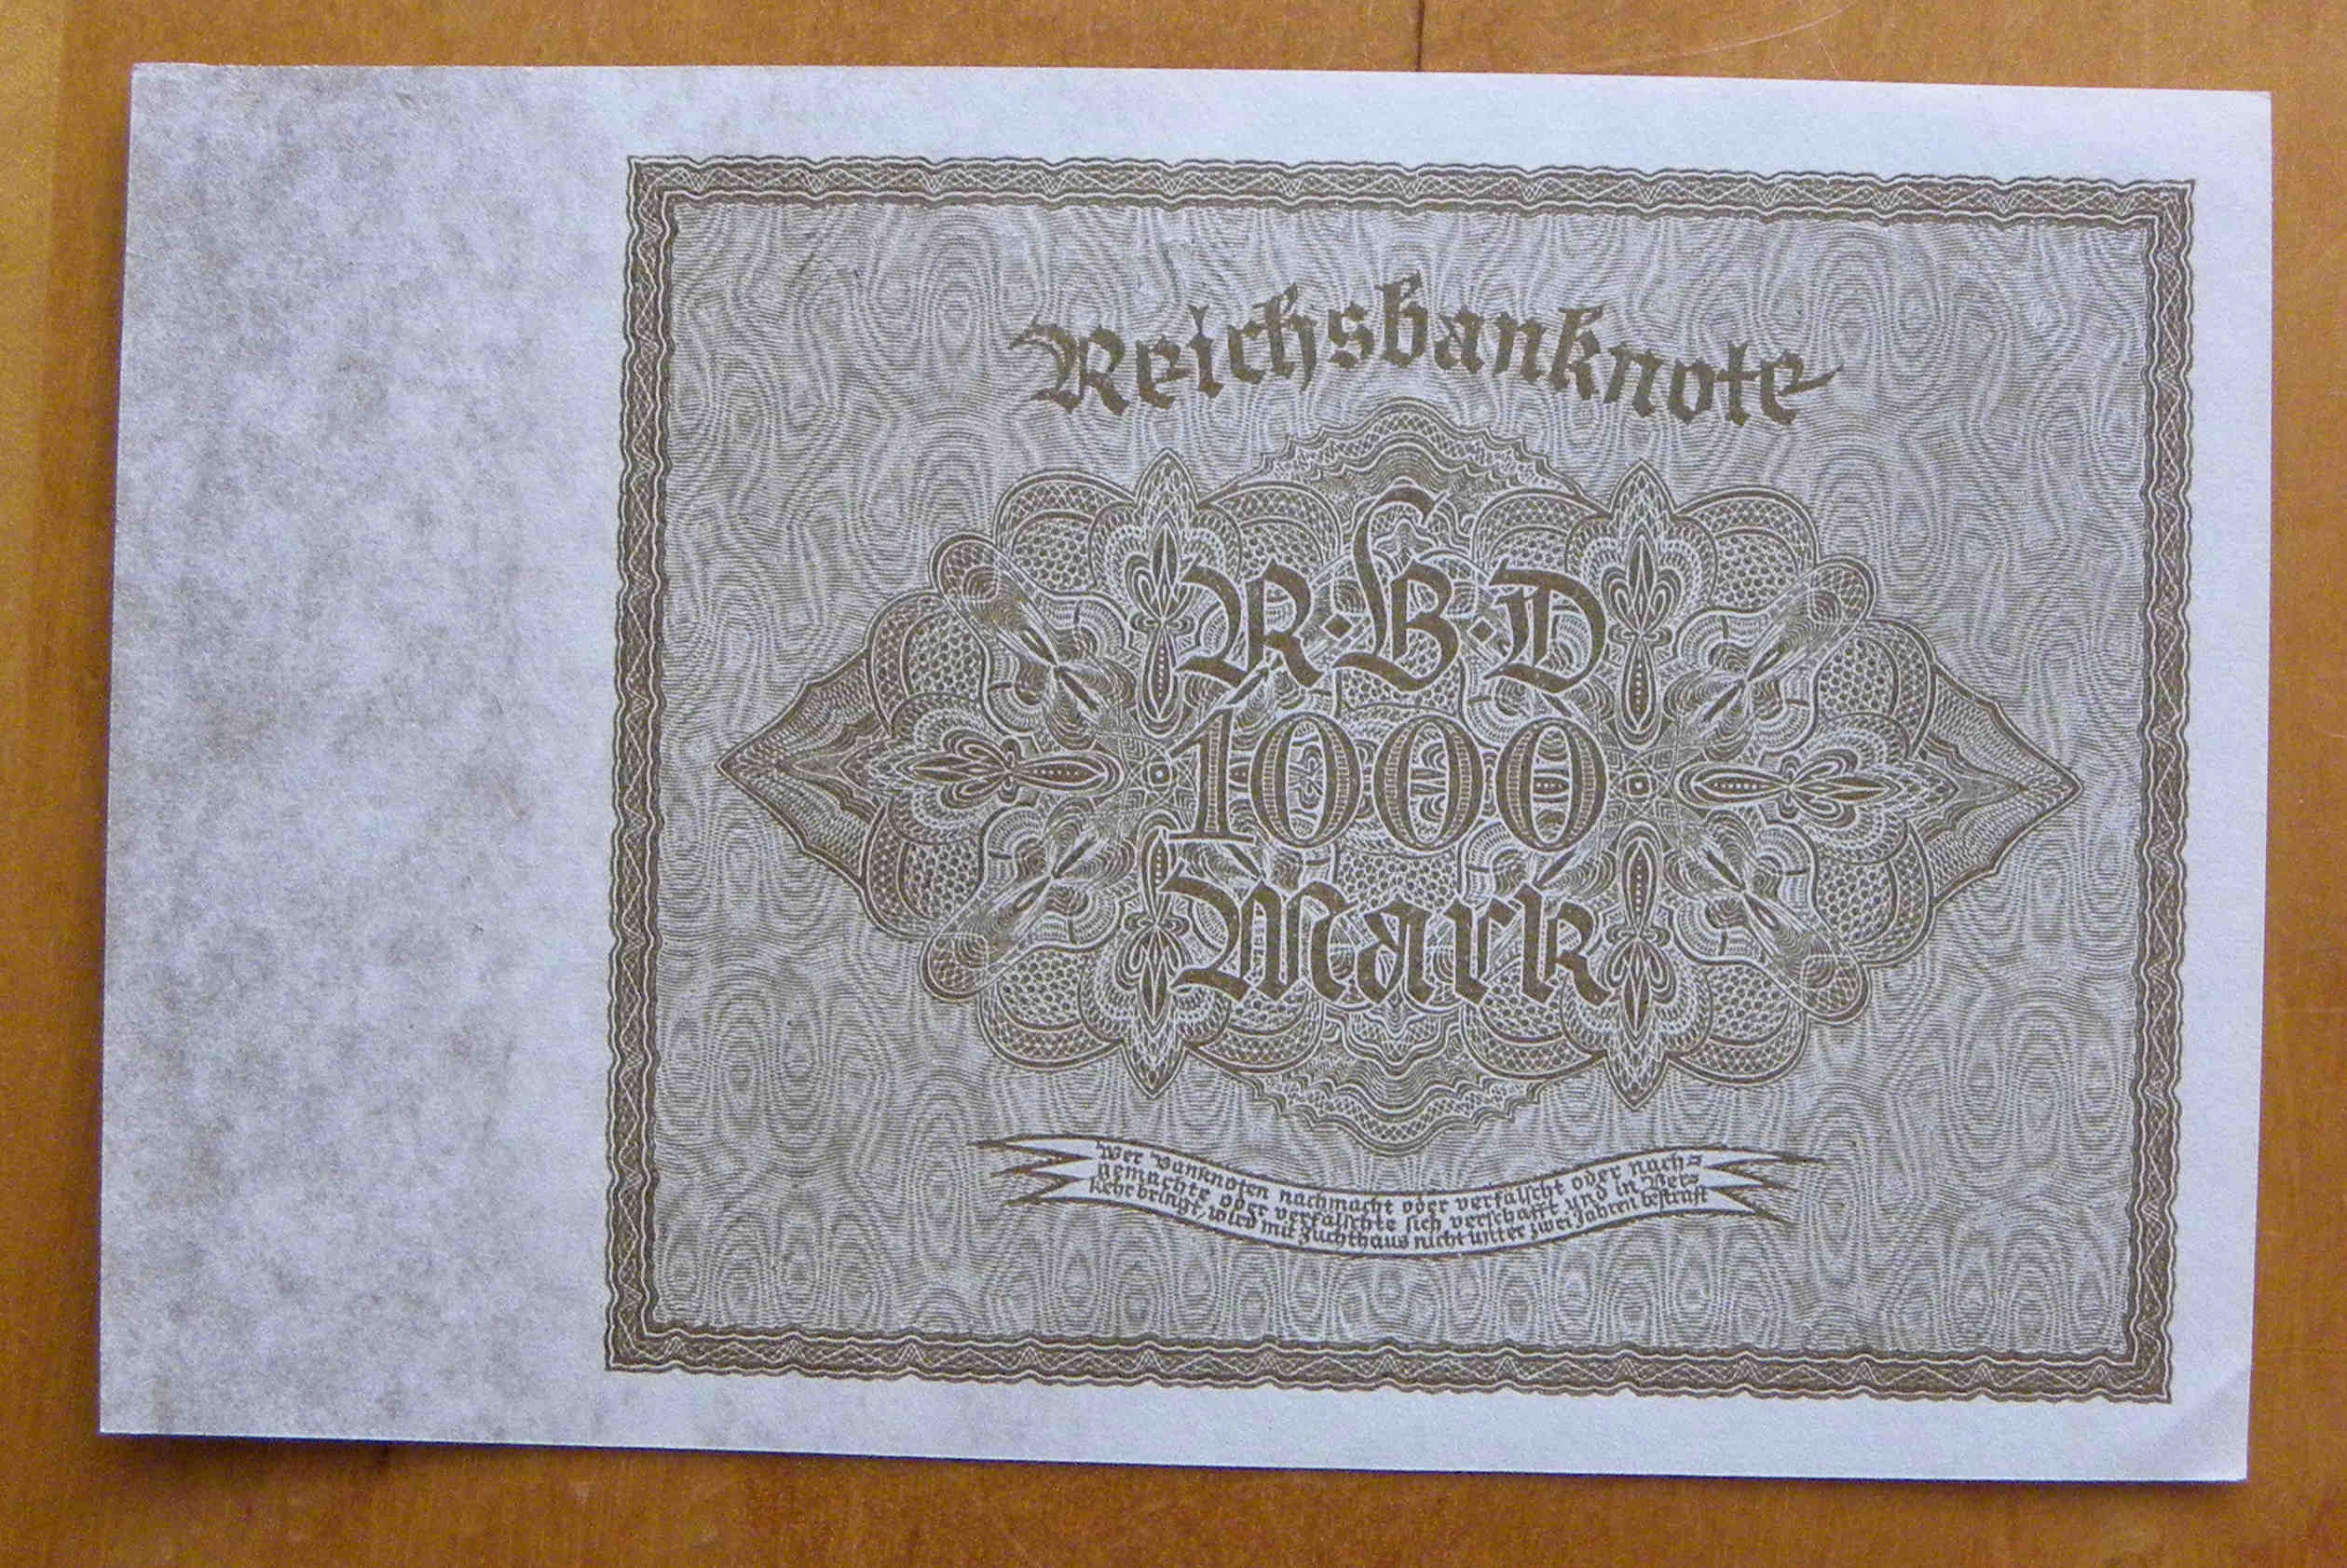 Reichsbanknote
R·B·D
1000
Mark
Wer Banknoten nachmacht oder verfälscht oder nach-
gemachte oder verfälschte sich verschafft und in Ver-
kehr bringt, wird mit Zuchthaus nicht unter zwei Jahren bestraft